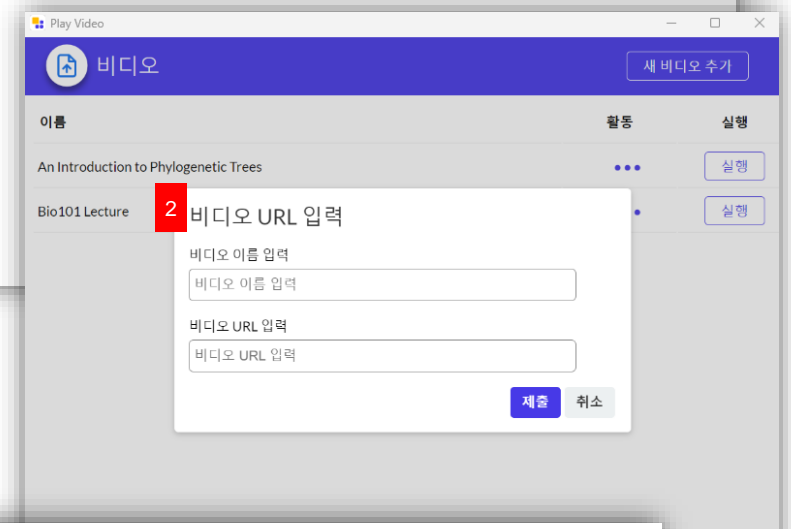 Play Video
비디오
새 비디오 추가
이름 활동 실행
An Introduction to Phylogenetic Trees 실행
Bio101 Lecture 실행
2
비디오 URL 입력
비디오 이름 입력
비디오 이름 입력
비디오 URL 입력
비디오 URL 입력
제출 취소